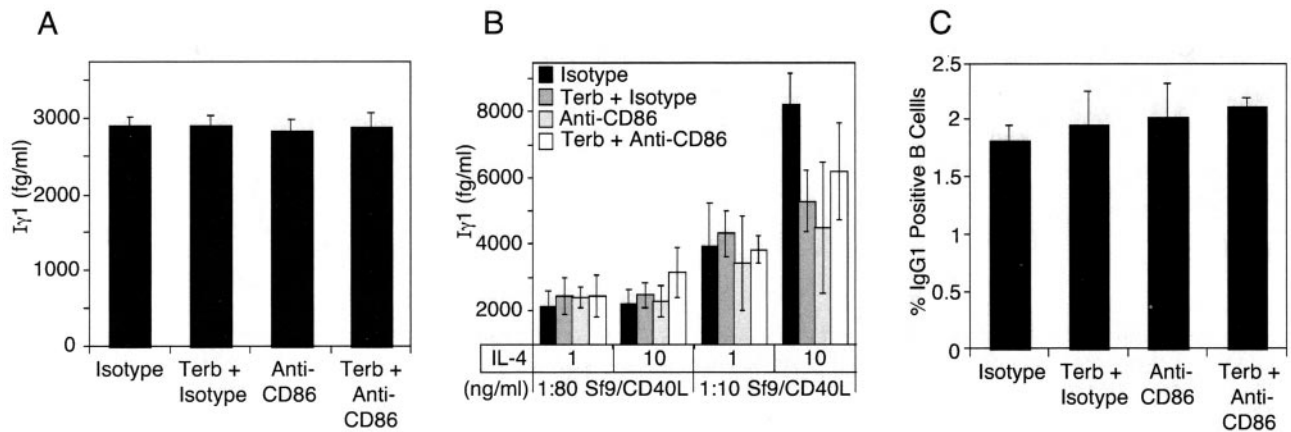 A
Iγ1 (fg/ml)
3000
2000
1000
0
Isotype
Terb +
Isotype
Anti-
CD86
Terb +
Anti-
CD86
B
Iγ1 (fg/ml)
8000
6000
4000
2000
Isotype
Terb + Isotype
Anti-CD86
Terb + Anti-CD86
IL-4 1 10 1 10
(ng/ml) 1:80 Sf9/CD40L 1:10 Sf9/CD40L
C
% IgG1 Positive B Cellls
2.5
2
1.5
1
0.5
0
Isotype
Terb +
Isotype
Anti-
CD86
Terb +
Anti-
CD86